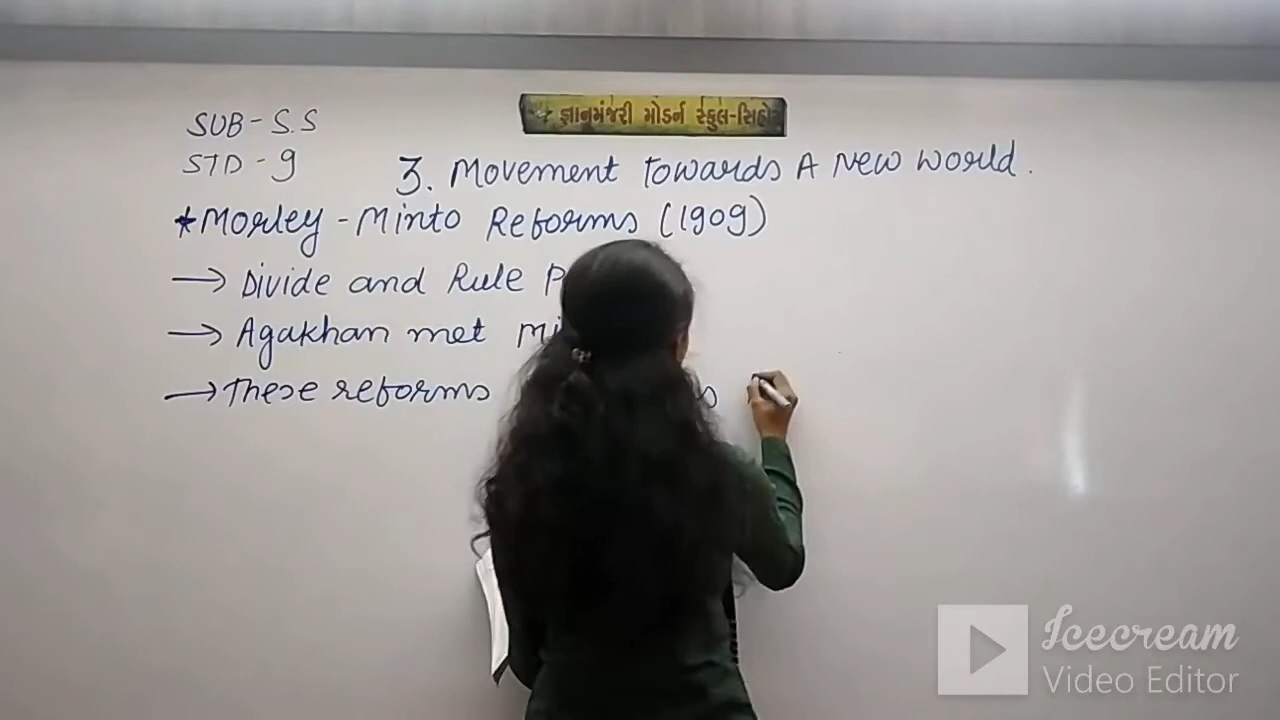 SUB - S.S
જ્ઞાનમંજરી મોડર્ન સ્કુલ-સિહોર
STD - 9
3. Movement towards A New World.
*Morley - Minto Reforms (1909)
→ Divide and Rule
→ Agakhan met
→ These reforms
Icecream
Video Editor